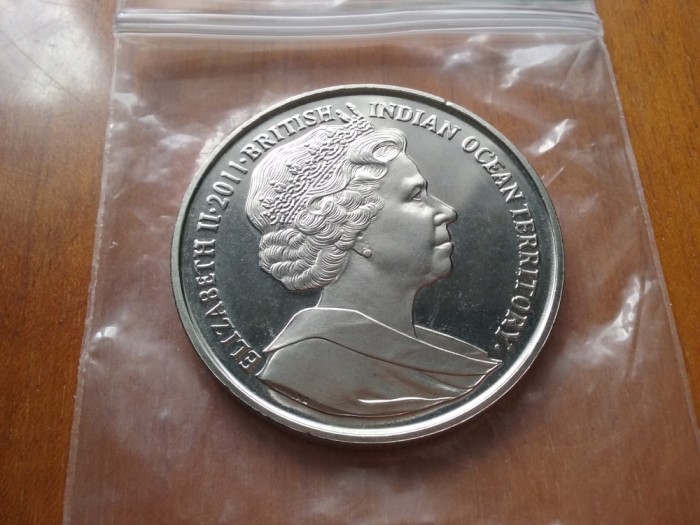 ELIZABETH II · 2011 · BRITISH INDIAN OCEAN TERRITORY.